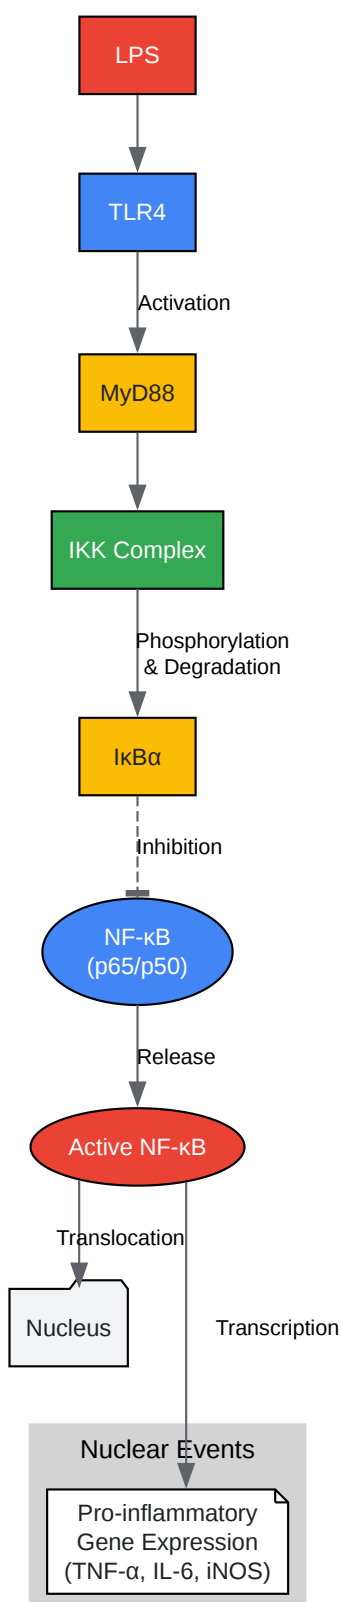 LPS
TLR4
Activation
MyD88
IKK Complex
Phosphorylation
& Degradation
IκBα
Inhibition
NF-κB
(p65/p50)
Release
Active NF-κB
Translocation
Nucleus
Transcription
Nuclear Events
Pro-inflammatory
Gene Expression
(TNF-α, IL-6, iNOS)